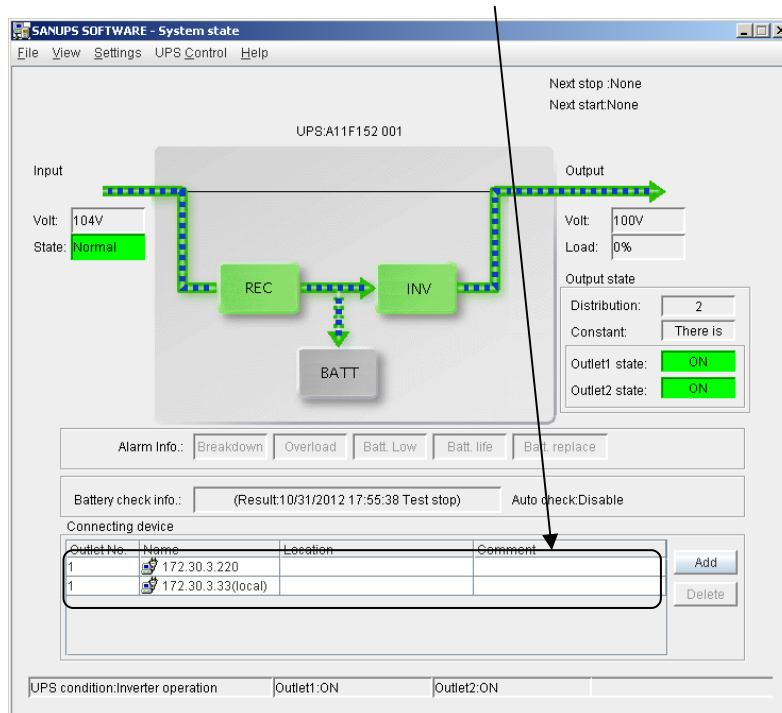 SANUPS SOFTWARE - System state
File View Settings UPS Control Help
Next stop :None
Next start:None
UPS:A11F152 001
Input
Output
Volt: 104V
Volt: 100V
State: Normal
Load: 0%
Output state
REC
INV
Distribution: 2
Constant: There is
BATT
Outlet1 state: ON
Outlet2 state: ON
Alarm Info.: Breakdown Overload Batt. Low Batt. life Batt. replace
Battery check info.: (Result:10/31/2012 17:55:38 Test stop) Auto check:Disable
Connecting device
Outlet No. Name Location Comment
1 172.30.3.220
1 172.30.3.33(local)
Add
Delete
UPS condition:Inverter operation Outlet1:ON Outlet2:ON